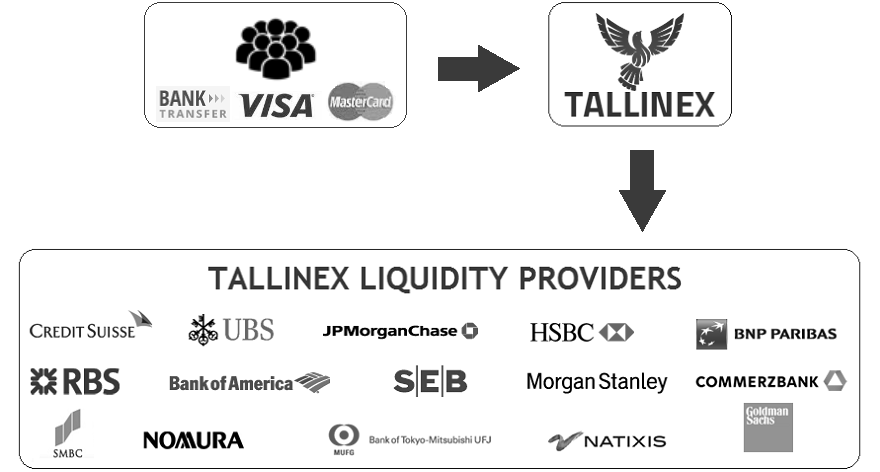 BANK
TRANSFER
VISA
MasterCard
TALLINEX
TALLINEX LIQUIDITY PROVIDERS
CREDIT SUISSE
UBS
JPMorganChase
HSBC
BNP PARIBAS
RBS
Bank of America
S|E|B
Morgan Stanley
COMMERZBANK
SMBC
NOMURA
MUFG
Bank of Tokyo-Mitsubishi UFJ
NATIXIS
Goldman
Sachs